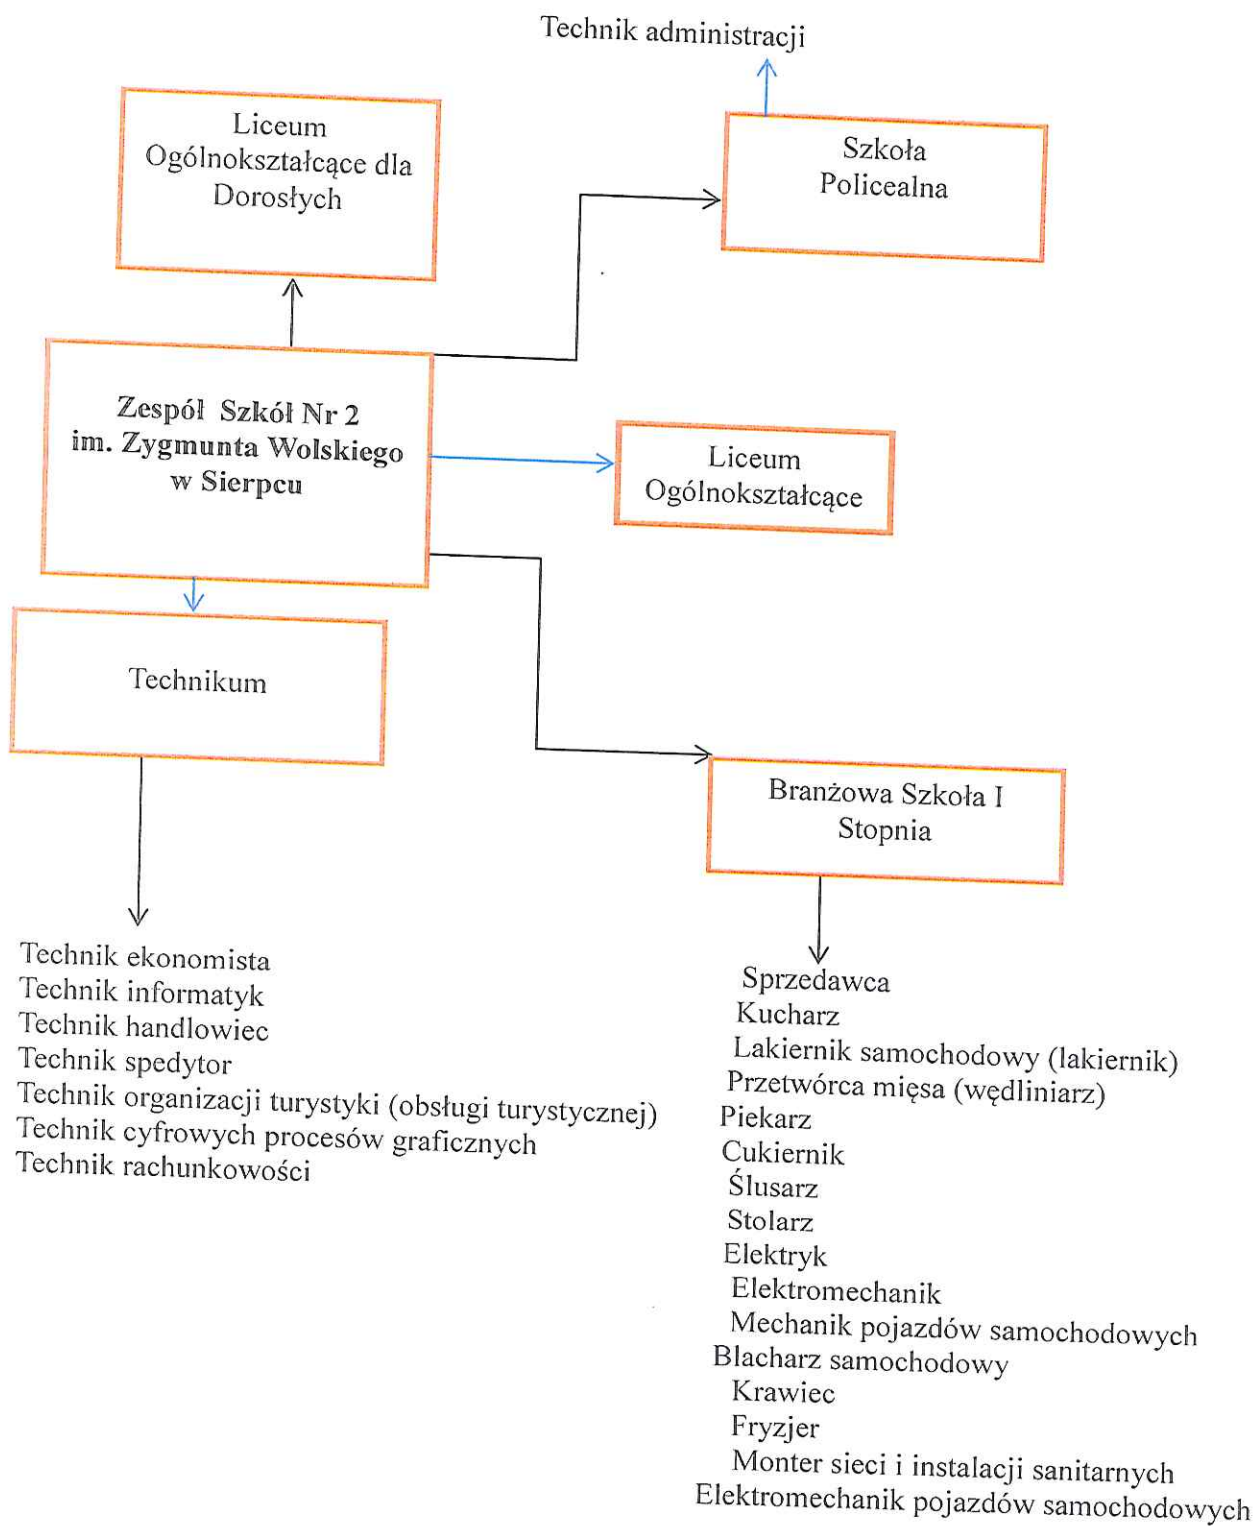 Technik administracji
Liceum
Ogólnokształcące dla
Dorosłych
Szkoła
Policealna
Zespół Szkół Nr 2
im. Zygmunta Wolskiego
w Sierpcu
Liceum
Ogólnokształcące
Technikum
Branżowa Szkoła I
Stopnia
Technik ekonomista
Technik informatyk
Technik handlowiec
Technik spedytor
Technik organizacji turystyki (obsługi turystycznej)
Technik cyfrowych procesów graficznych
Technik rachunkowości
Sprzedawca
Kucharz
Lakiernik samochodowy (lakiernik)
Przetwórca mięsa (wędliniarz)
Piekarz
Cukiernik
Ślusarz
Stolarz
Elektryk
Elektromechanik
Mechanik pojazdów samochodowych
Blacharz samochodowy
Krawiec
Fryzjer
Monter sieci i instalacji sanitarnych
Elektromechanik pojazdów samochodowych